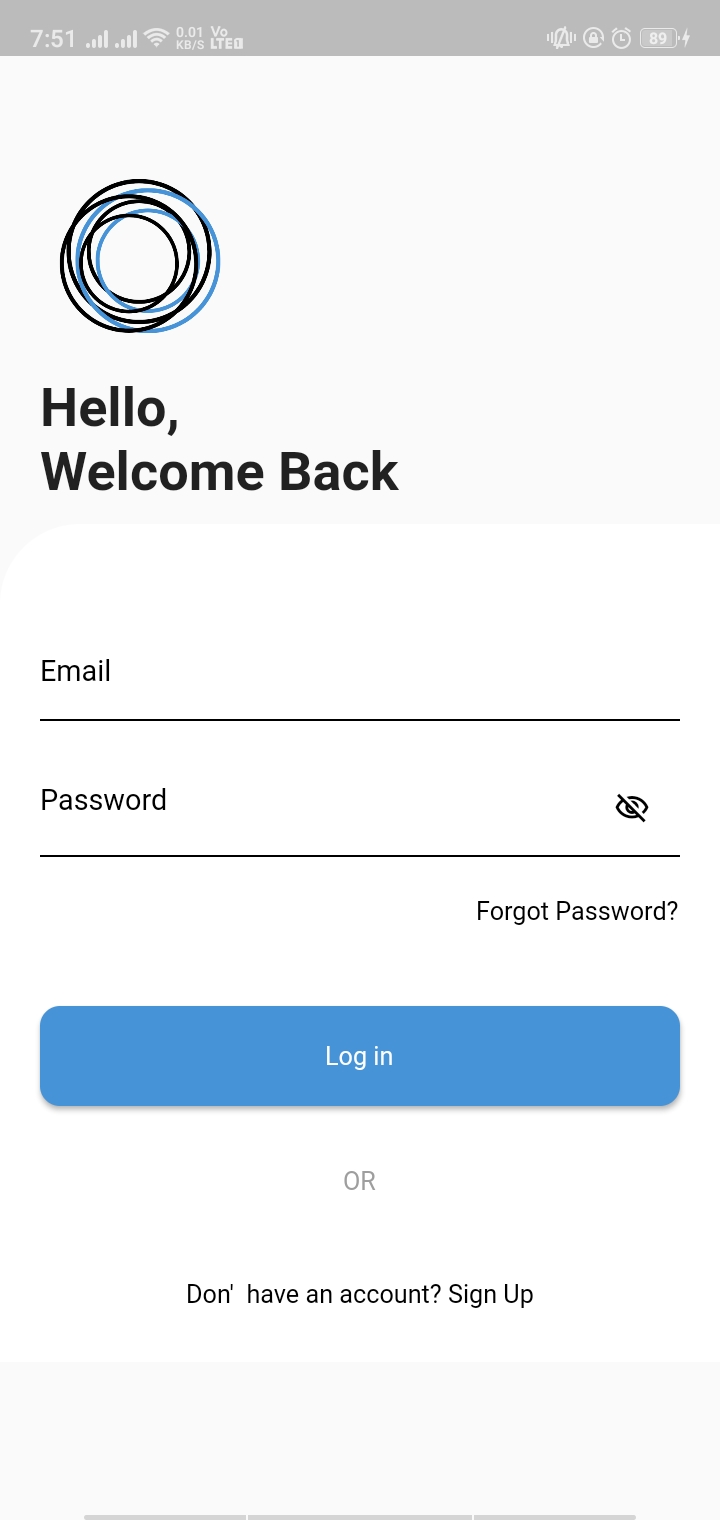 7:51 0.01 KB/S Vo LTE1 89
Hello,
Welcome Back
Email
Password
Forgot Password?
Log in
OR
Don'  have an account? Sign Up